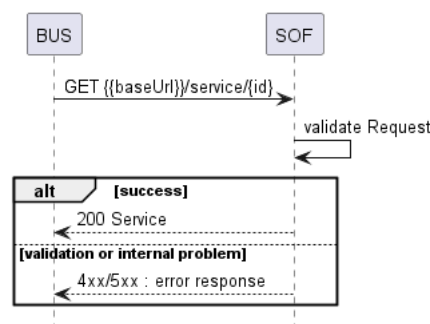 BUS SOF
GET {{baseUrl}}/service/{id}
validate Request
alt [success]
200 Service
[validation or internal problem]
4xx/5xx : error response